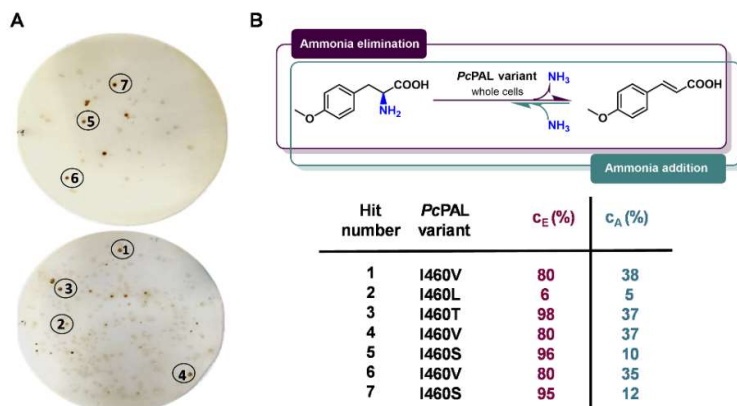 A
7
5
6
1
3
2
4
B
Ammonia elimination
COOH
NH₂
O
PcPAL variant
whole cells
NH₃
NH₃
COOH
O
Ammonia addition
Hit number PcPAL variant cE (%) cA (%)
1 I460V 80 38
2 I460L 6 5
3 I460T 98 37
4 I460V 80 37
5 I460S 96 10
6 I460V 80 35
7 I460S 95 12